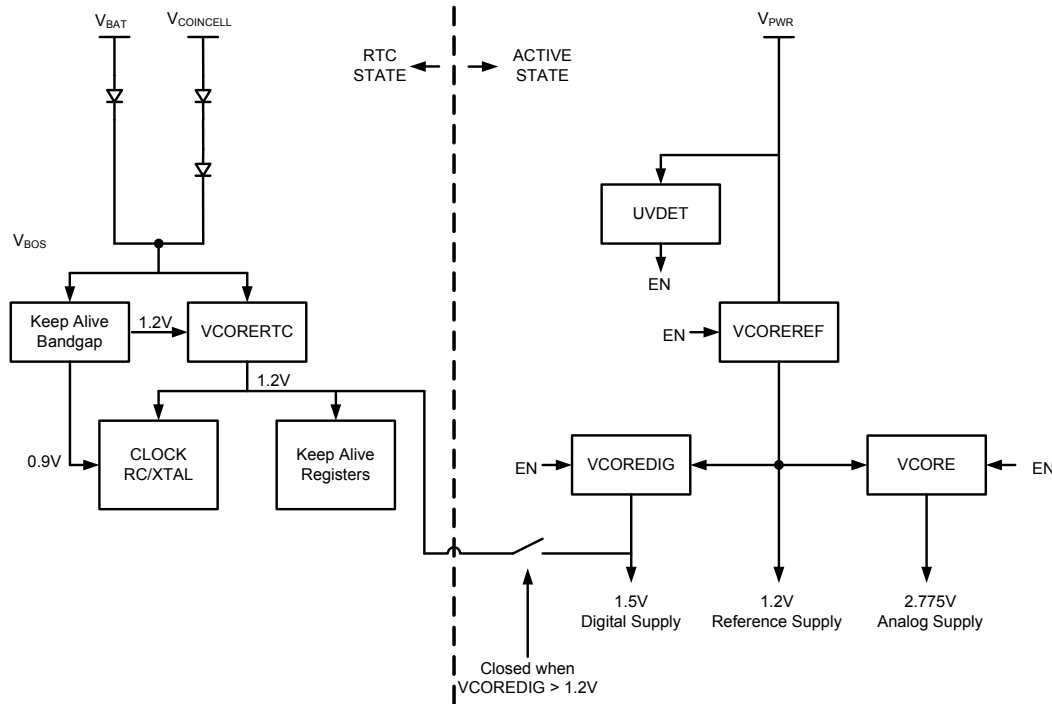 VBAT
VCOINCELL
VPWR
RTC
STATE
ACTIVE
STATE
UVDET
EN
VBOS
Keep Alive
Bandgap
1.2V
VCORERTC
EN
VCOREREF
1.2V
0.9V
CLOCK
RC/XTAL
Keep Alive
Registers
EN
VCOREDIG
VCORE
EN
1.5V
Digital Supply
1.2V
Reference Supply
2.775V
Analog Supply
Closed when
VCOREDIG > 1.2V